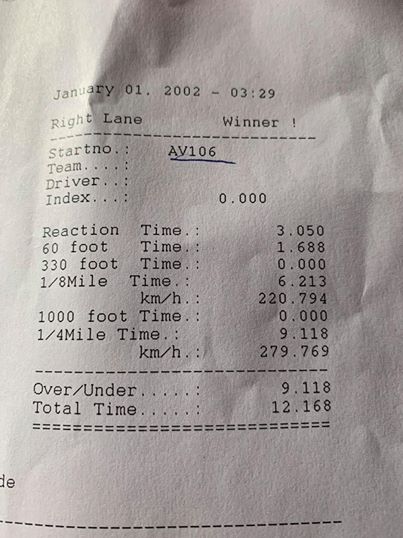 January 01. 2002 - 03:29
Right Lane Winner !
--------------------------------
Startno.: AV106
Team....:
Driver..:
Index...: 0.000
Reaction Time.: 3.050
60 foot Time.: 1.688
330 foot Time.: 0.000
1/8Mile Time.: 6.213
km/h.: 220.794
1000 foot Time.: 0.000
1/4Mile Time.: 9.118
km/h.: 279.769
--------------------------------
Over/Under.....: 9.118
Total Time.....: 12.168
================================
de
--------------------------------